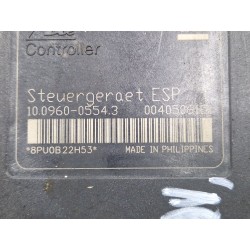 Controller
Steuergeraet ESP
10.0960-0554.3
*8PU0B22H53* MADE IN PHILIPPINES